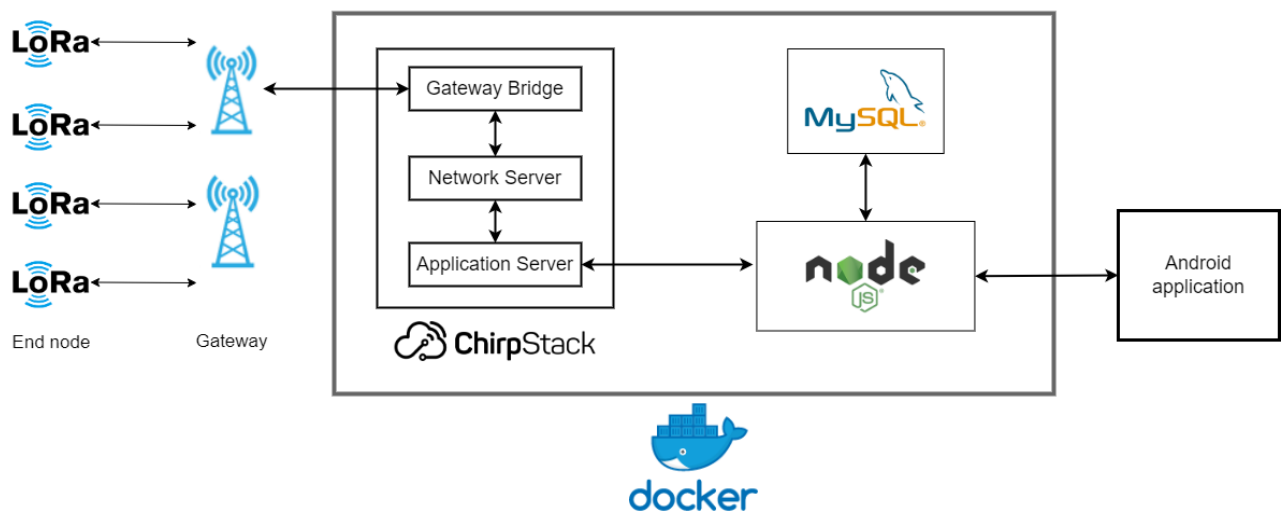 LoRa
LoRa
LoRa
LoRa
End node
Gateway
Gateway Bridge
Network Server
Application Server
ChirpStack
MySQL®
node
JS®
Android
application
docker